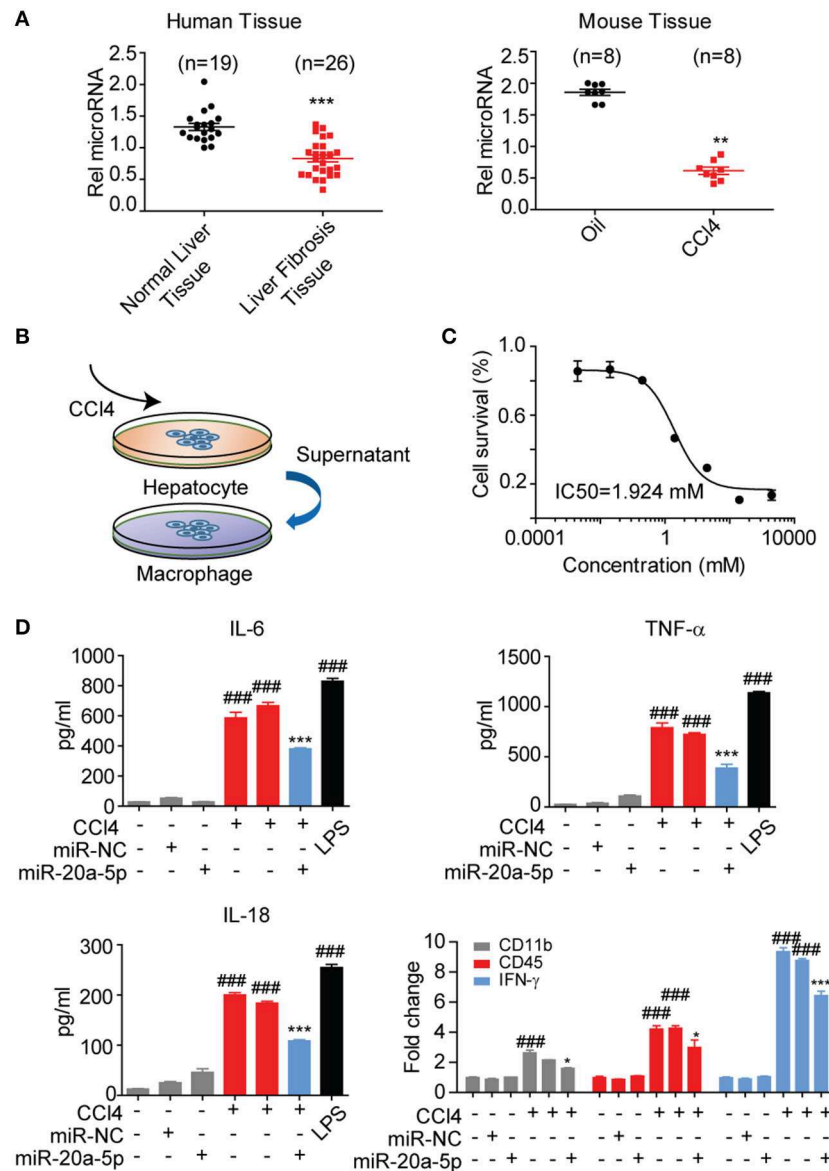 A
Human Tissue
(n=19)
(n=26)
***
Rel microRNA
2.5
2.0
1.5
1.0
0.5
0.0
Normal Liver
Tissue
Liver Fibrosis
Tissue
Mouse Tissue
(n=8)
(n=8)
**
Rel microRNA
2.5
2.0
1.5
1.0
0.5
0.0
Oil
CCl4
B
CCl4
Hepatocyte
Supernatant
Macrophage
C
Cell survival (%)
1.0
0.6
0.2
IC50=1.924 mM
0.0001
1
10000
Concentration (mM)
D
IL-6
pg/ml
1000
800
600
400
200
0
### ### *** ###
CCl4 - - - + + + LPS
miR-NC - + - - + -
miR-20a-5p - - + - - +
TNF-α
pg/ml
1500
1000
500
0
### ### *** ###
CCl4 - - - + + + LPS
miR-NC - + - - + -
miR-20a-5p - - + - - +
IL-18
pg/ml
300
200
100
0
### ### *** ###
CCl4 - - - + + + LPS
miR-NC - + - - + -
miR-20a-5p - - + - - +
CD11b
CD45
IFN-γ
Fold change
10
8
6
4
2
0
### * ### ### * ### ### ***
CCl4 - - - + + + - - - + + + - - - + + +
miR-NC - + - - + - - + - - + - - + - - + -
miR-20a-5p - - + - - + - - + - - + - - + - - +